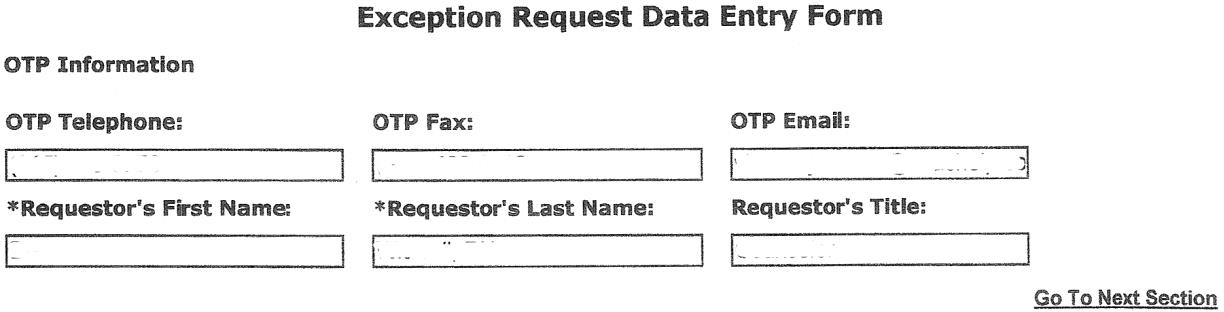 Exception Request Data Entry Form
OTP Information
OTP Telephone: OTP Fax: OTP Email:
*Requestor's First Name: *Requestor's Last Name: Requestor's Title:
Go To Next Section